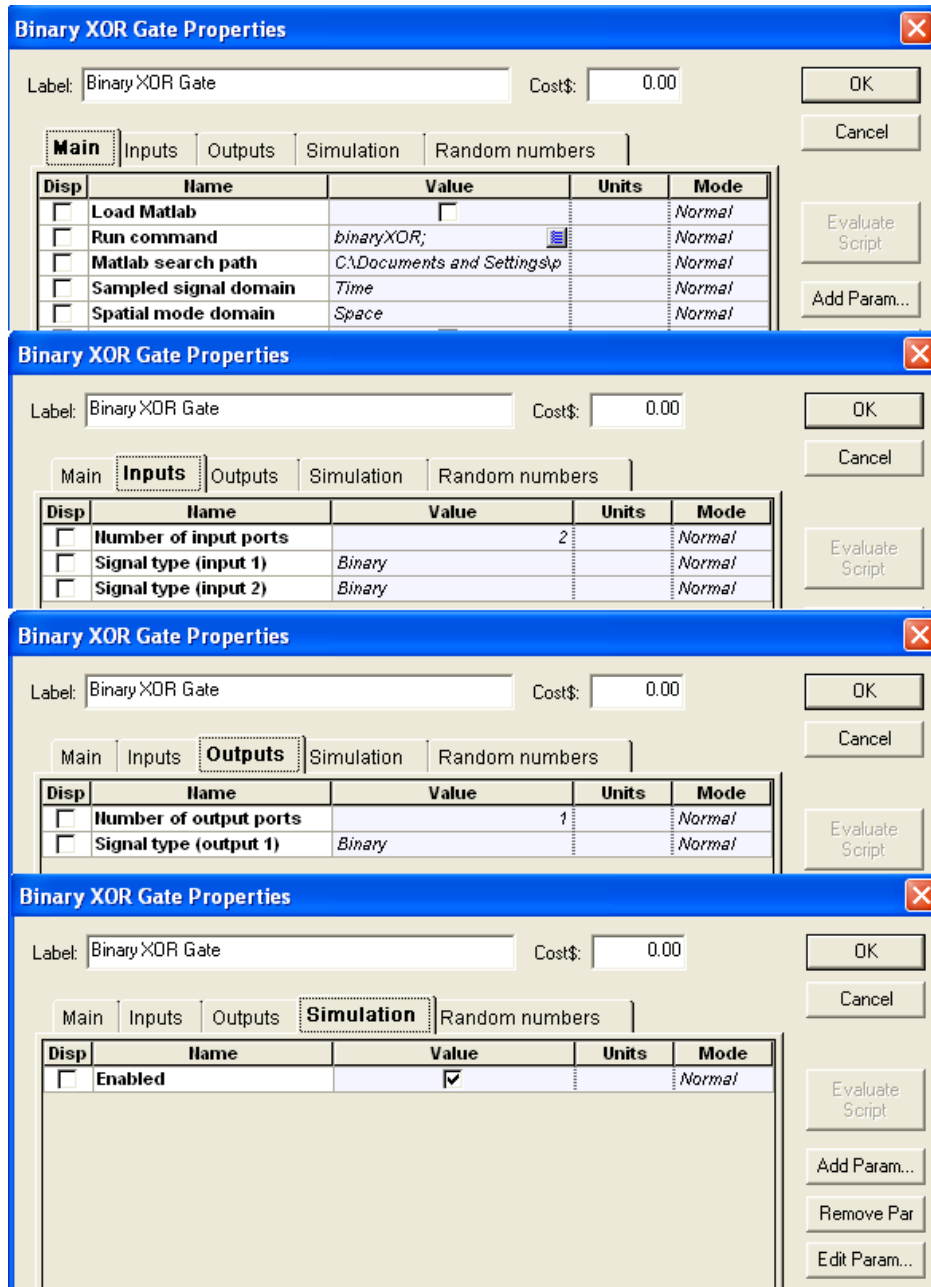 Binary XOR Gate Properties
Label: Binary XOR Gate Cost$: 0.00 OK
Cancel
Main Inputs Outputs Simulation Random numbers
Disp Name Value Units Mode
Load Matlab Normal
Run command binaryXOR; Normal
Matlab search path C:\Documents and Settings\p Normal
Sampled signal domain Time Normal
Spatial mode domain Space Normal
Evaluate
Script
Add Param...
Binary XOR Gate Properties
Label: Binary XOR Gate Cost$: 0.00 OK
Cancel
Main Inputs Outputs Simulation Random numbers
Disp Name Value Units Mode
Number of input ports 2 Normal
Signal type (input 1) Binary Normal
Signal type (input 2) Binary Normal
Evaluate
Script
Binary XOR Gate Properties
Label: Binary XOR Gate Cost$: 0.00 OK
Cancel
Main Inputs Outputs Simulation Random numbers
Disp Name Value Units Mode
Number of output ports 1 Normal
Signal type (output 1) Binary Normal
Evaluate
Script
Binary XOR Gate Properties
Label: Binary XOR Gate Cost$: 0.00 OK
Cancel
Main Inputs Outputs Simulation Random numbers
Disp Name Value Units Mode
Enabled Normal
Evaluate
Script
Add Param...
Remove Par
Edit Param...